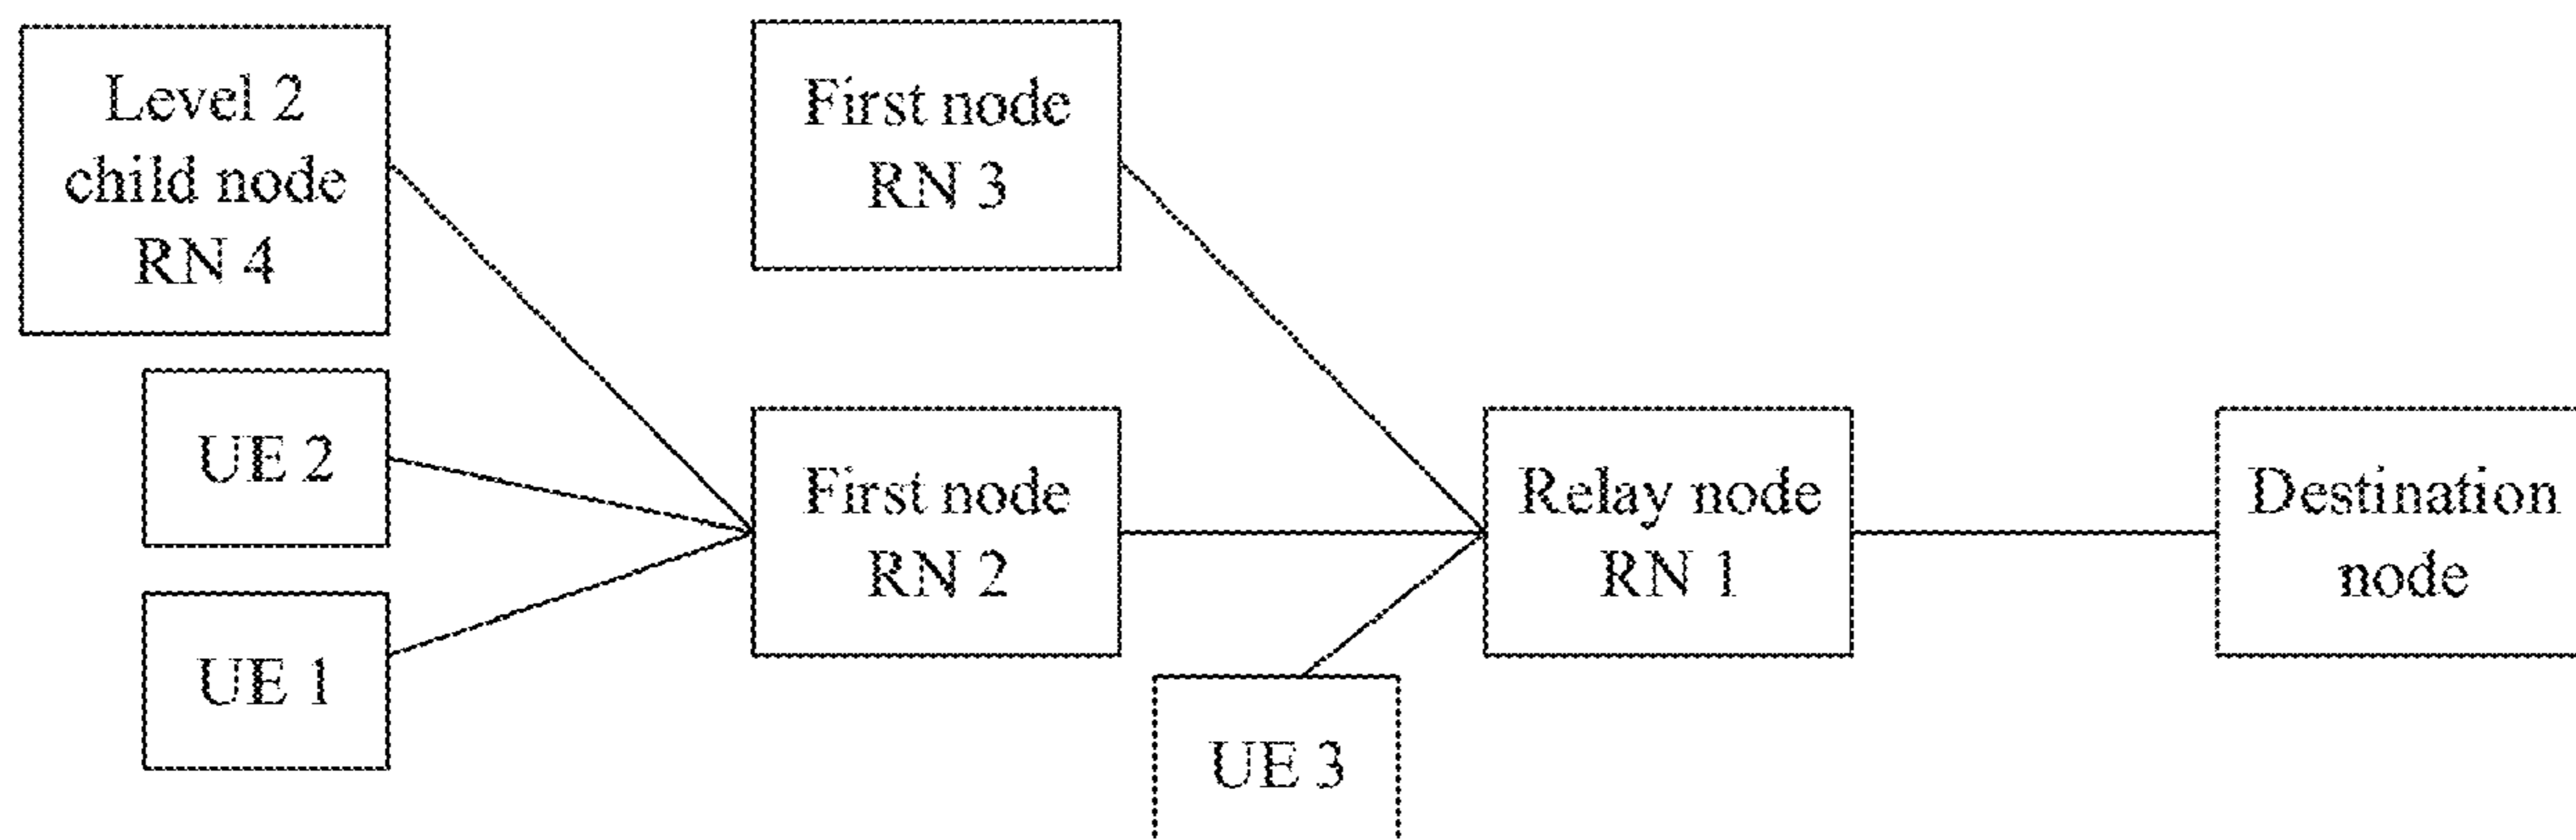 Level 2
child node
RN 4
First node
RN 3
UE 2
First node
RN 2
Relay node
RN 1
Destination
node
UE 1
UE 3